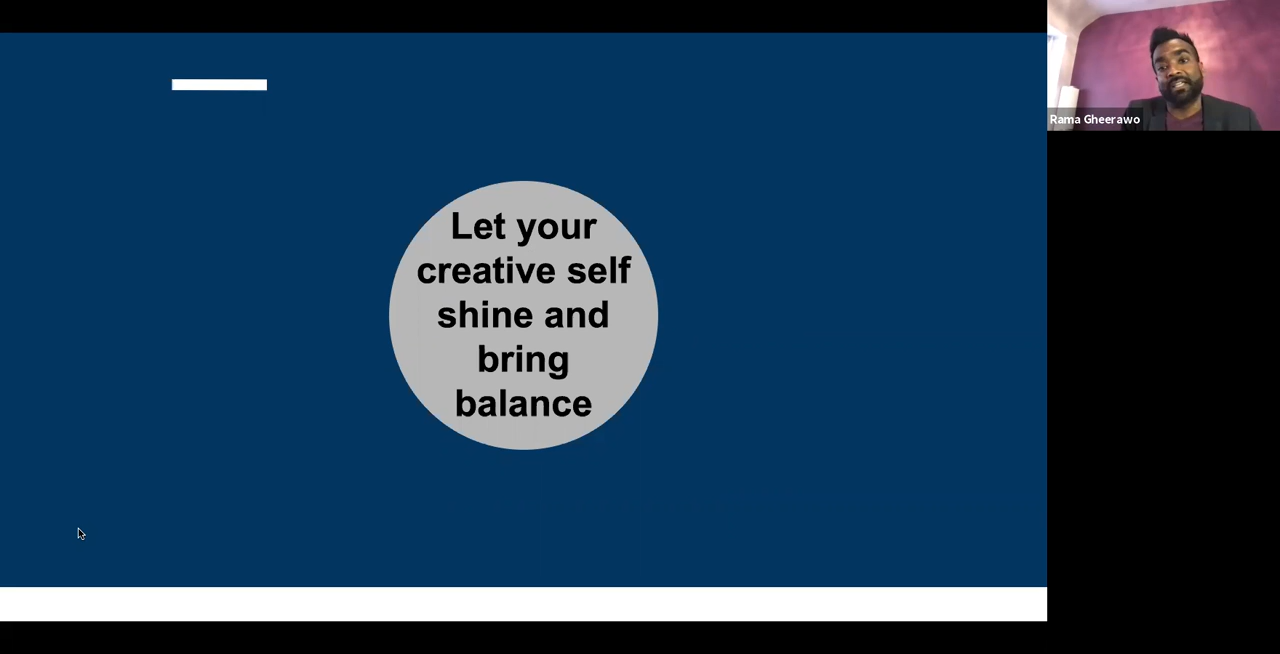 Let your
creative self
shine and
bring
balance
Rama Gheerawo